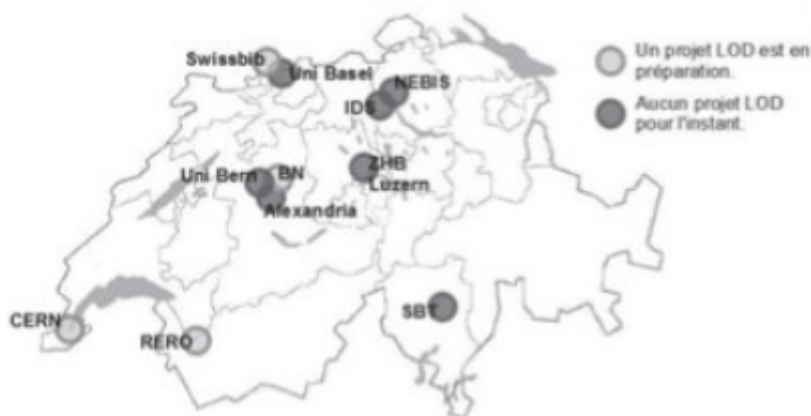 Swissbib
Uni Basel
NEBIS
IDS
ZHB
Luzern
Uni Bern
BN
Alexandria
CERN
RERO
SBT
Un projet LOD est en
préparation.
Aucun projet LOD
pour l'instant.